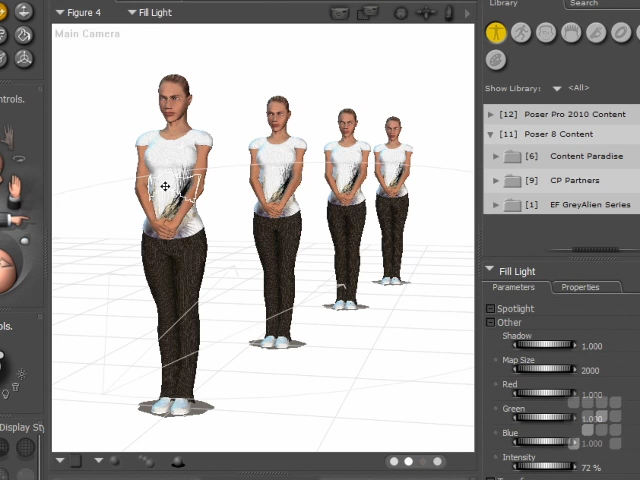 Library
Search
Figure 4
Fill Light
Main Camera
Show Library:
<All>
[12] Poser Pro 2010 Content
[11] Poser 8 Content
[6] Content Paradise
[9] CP Partners
[1] EF GreyAlien Series
Fill Light
Parameters
Properties
Spotlight
Other
Shadow
1.000
Map Size
2000
Red
1.000
Green
1.000
Blue
1.000
Intensity
72 %
ontrols.
ols.
Display St